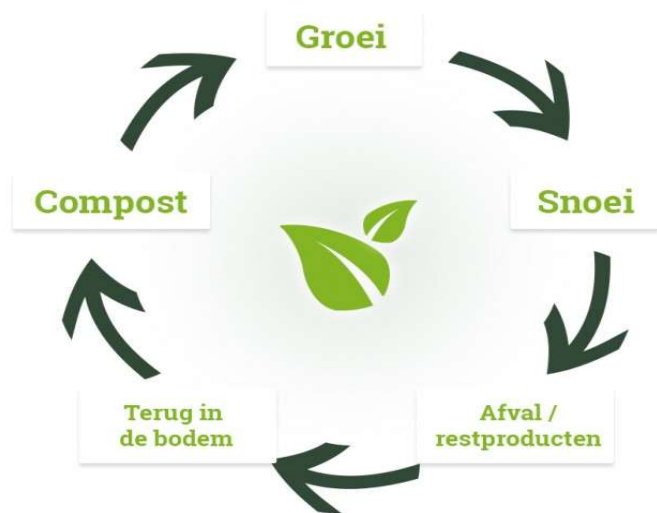 Groei
Snoei
Afval /
restproducten
Terug in
de bodem
Compost